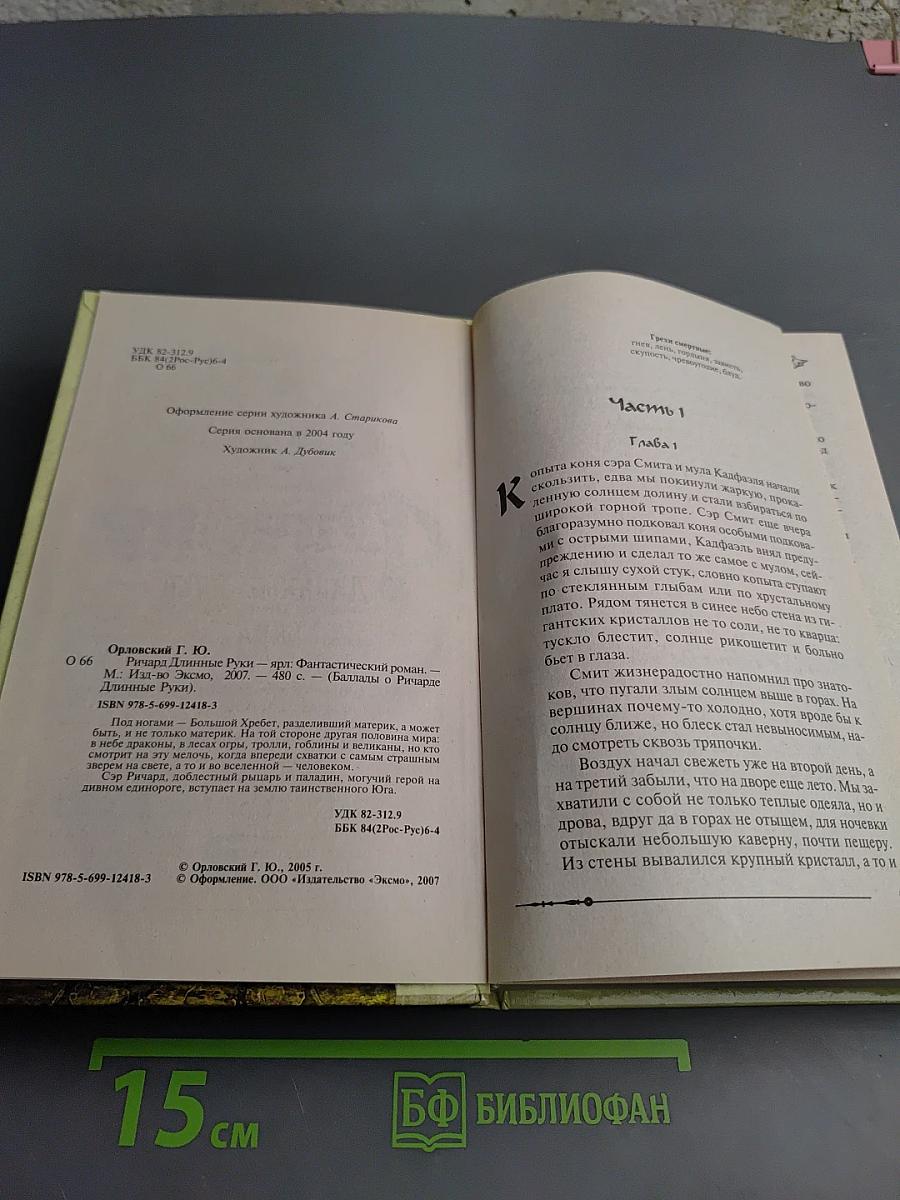 УДК 82-312.9
ББК 84(2Рос-Рус)6-4
О 66
Оформление серии художника А. Старикова
Серия основана в 2004 году
Художник А. Дубовик
Орловский Г. Ю.
О 66 Ричард Длинные Руки — ярл: Фантастический роман. —
М.: Изд-во Эксмо, 2007. — 480 с. — (Баллады о Ричарде
Длинные Руки).
ISBN 978-5-699-12418-3
Под ногами — Большой Хребет, разделивший материк, а может
быть, и не только материк. На той стороне другая половина мира:
в небе драконы, в лесах огры, тролли, гоблины и великаны, но кто
смотрит на эту мелочь, когда впереди схватки с самым страшным
зверем на свете, а то и во вселенной — человеком.
Сэр Ричард, доблестный рыцарь и паладин, могучий герой на
дивном единороге, вступает на землю таинственного Юга.
УДК 82-312.9
ББК 84(2Рос-Рус)6-4
© Орловский Г. Ю., 2005 г.
ISBN 978-5-699-12418-3 © Оформление. ООО «Издательство «Эксмо», 2007
Грехи смертные:
гнев, лень, гордыня, зависть,
скупость, чревоугодие, блуд.
Часть 1
Глава 1
Копыта коня сэра Смита и мула Кадфаэля начали
скользить, едва мы покинули жаркую, прока-
ленную солнцем долину и стали взбираться по
широкой горной тропе. Сэр Смит еще вчера
благоразумно подковал коня особыми подкова-
ми с острыми шипами, Кадфаэль внял преду-
преждению и сделал то же самое с мулом, сей-
час я слышу сухой стук, словно копыта ступают
по стеклянным глыбам или по хрустальному
плато. Рядом тянется в синее небо стена из ги-
гантских кристаллов не то соли, не то кварца:
тускло блестит, солнце рикошетит и больно
бьет в глаза.
Смит жизнерадостно напомнил про знато-
ков, что пугали злым солнцем выше в горах. На
вершинах почему-то холодно, хотя вроде бы к
солнцу ближе, но блеск стал невыносимым, на-
до смотреть сквозь тряпочки.
Воздух начал свежеть уже на второй день, а
на третий забыли, что на дворе еще лето. Мы за-
хватили с собой не только теплые одеяла, но и
дрова, вдруг да в горах не отыщем, для ночевки
отыскали небольшую каверну, почти пещеру.
Из стены вывалился крупный кристалл, а то и
во
15 см
БФ БИБЛИОФАН